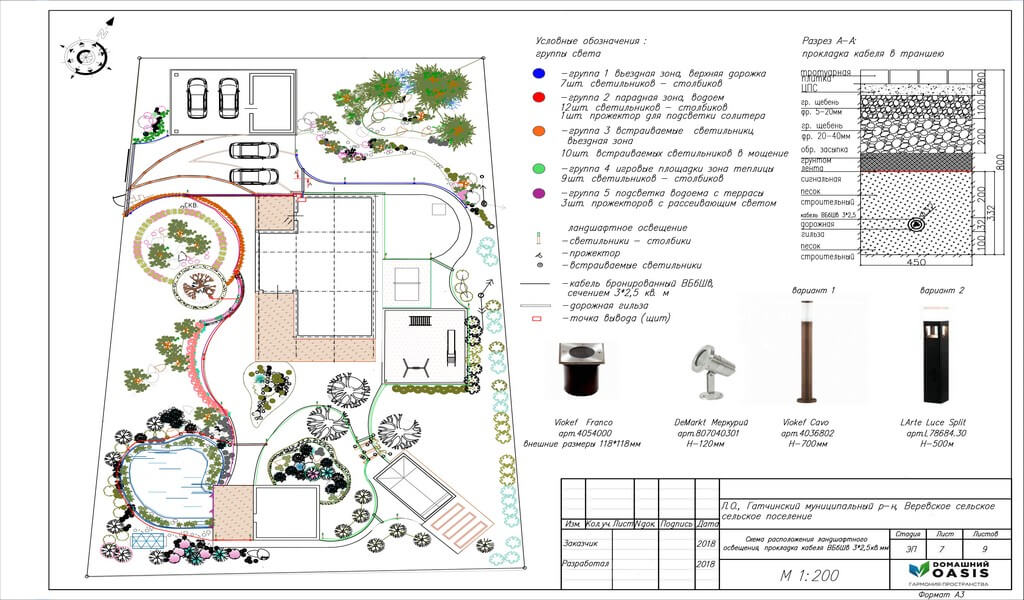 N
СКВ.
Условные обозначения :
группы света
–группа 1 въездная зона, верхняя дорожка
7шт. светильников – столбиков
–группа 2 парадная зона, водоем
12шт. светильников – столбиков
1шт. прожектор для подсветки солитера
–группа 3 встраиваемые светильники,
въездная зона
10шт. встраиваемых светильников в мощение
–группа 4 игровые площадки зона теплицы
9шт. светильников – столбиков
–группа 5 подсветка водоема с террасы
3шт. прожекторов с рассеивающим светом
ландшафтное освещение
–светильники – столбики
–прожектор
–встраиваемые светильники
–кабель бронированный ВБбШв,
сечением 3*2,5 кв. м
–дорожная гильза
–точка вывода (щит)
Разрез А–А:
прокладка кабеля в траншею
тротуарная
плитка
ЦПС
гр. щебень
фр. 5–20мм
гр. щебень
фр. 20–40мм
обр. засыпка
грунтом
лента
сигнальная
песок
строительный
кабель ВБбШв 3*2,5
дорожная
гильза
песок
строительный
80
50
100
200
800
200
132
332
100
450
вариант 1
вариант 2
Viokef Franco
арт.4054000
внешние размеры 118*118мм
DeMarkt Меркурий
арт.807040301
Н–120мм
Viokef Cavo
арт.4036802
Н–700мм
LArte Luce Split
арт.L78684.30
Н–500м
Л.О., Гатчинский муниципальный р–н, Веревское сельское
сельское поселение
Изм. Кол.уч. Лист №док. Подпись Дата
Заказчик 2018
Разработал 2018
Схема расположения ландшафтного
освещения, прокладка кабеля ВБбШв 3*2,5кв.мм
Стадия Лист Листов
ЭП 7 9
М 1:200
ДОМАШНИЙ
OASIS
ГАРМОНИЯ ПРОСТРАНСТВА
Формат А3